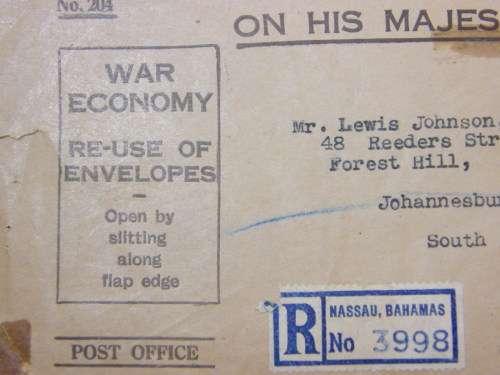 No. 204
ON HIS MAJES
WAR
ECONOMY
RE-USE OF
ENVELOPES
-
Open by
slitting
along
flap edge
Mr. Lewis Johnson.
48 Reeders Str
Forest Hill,
Johannesbur
South
R
NASSAU, BAHAMAS
No 3998
POST OFFICE